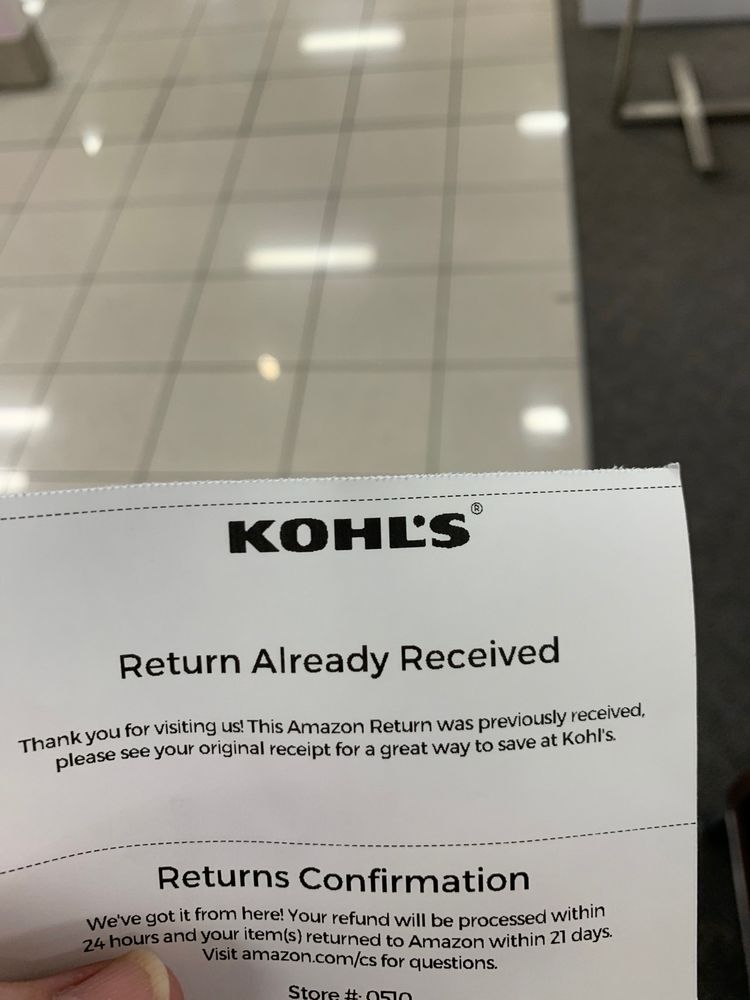 KOHL'S®
Return Already Received
Thank you for visiting us! This Amazon Return was previously received,
please see your original receipt for a great way to save at Kohl's.
Returns Confirmation
We've got it from here! Your refund will be processed within
24 hours and your item(s) returned to Amazon within 21 days.
Visit amazon.com/cs for questions.
Store #: 0510